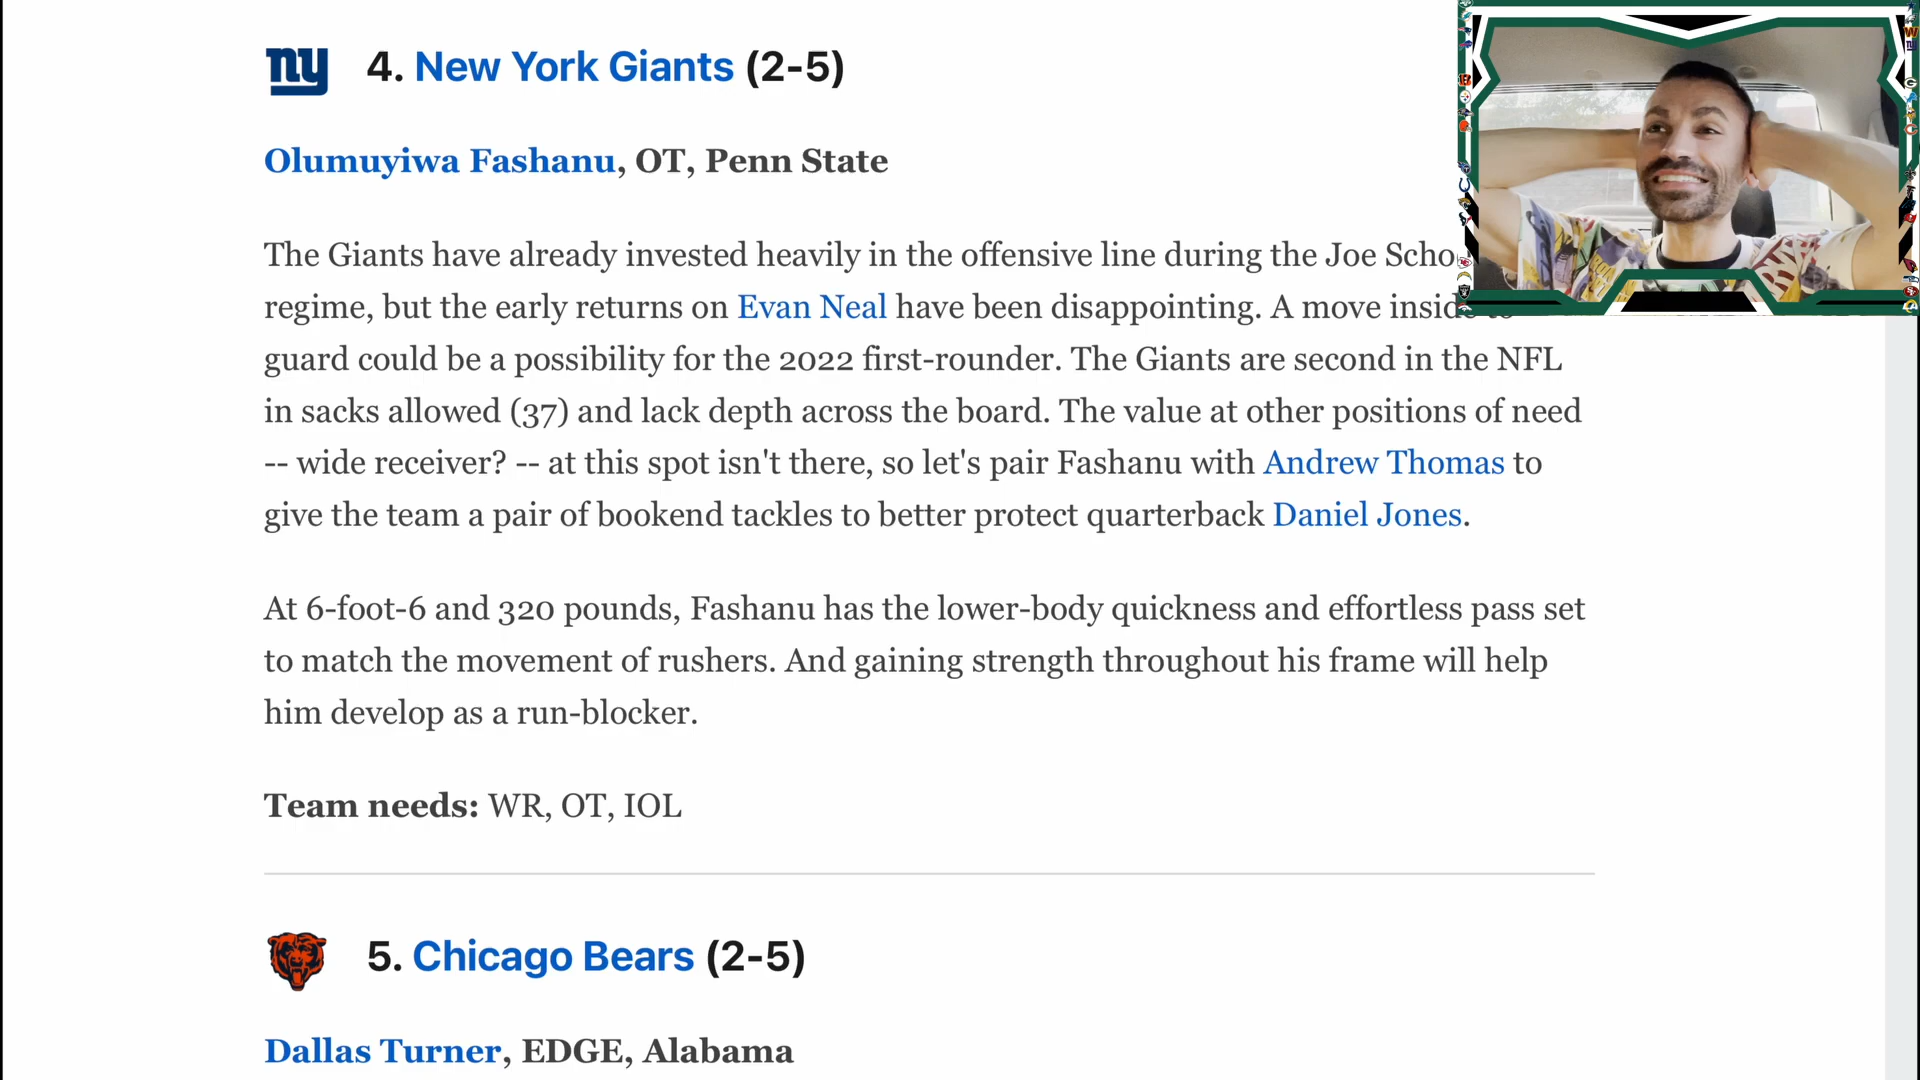 ny
4. New York Giants (2-5)
Olumuyiwa Fashanu, OT, Penn State
The Giants have already invested heavily in the offensive line during the Joe Scho
regime, but the early returns on Evan Neal have been disappointing. A move inside to
guard could be a possibility for the 2022 first-rounder. The Giants are second in the NFL
in sacks allowed (37) and lack depth across the board. The value at other positions of need
-- wide receiver? -- at this spot isn't there, so let's pair Fashanu with Andrew Thomas to
give the team a pair of bookend tackles to better protect quarterback Daniel Jones.
At 6-foot-6 and 320 pounds, Fashanu has the lower-body quickness and effortless pass set
to match the movement of rushers. And gaining strength throughout his frame will help
him develop as a run-blocker.
Team needs: WR, OT, IOL
5. Chicago Bears (2-5)
Dallas Turner, EDGE, Alabama